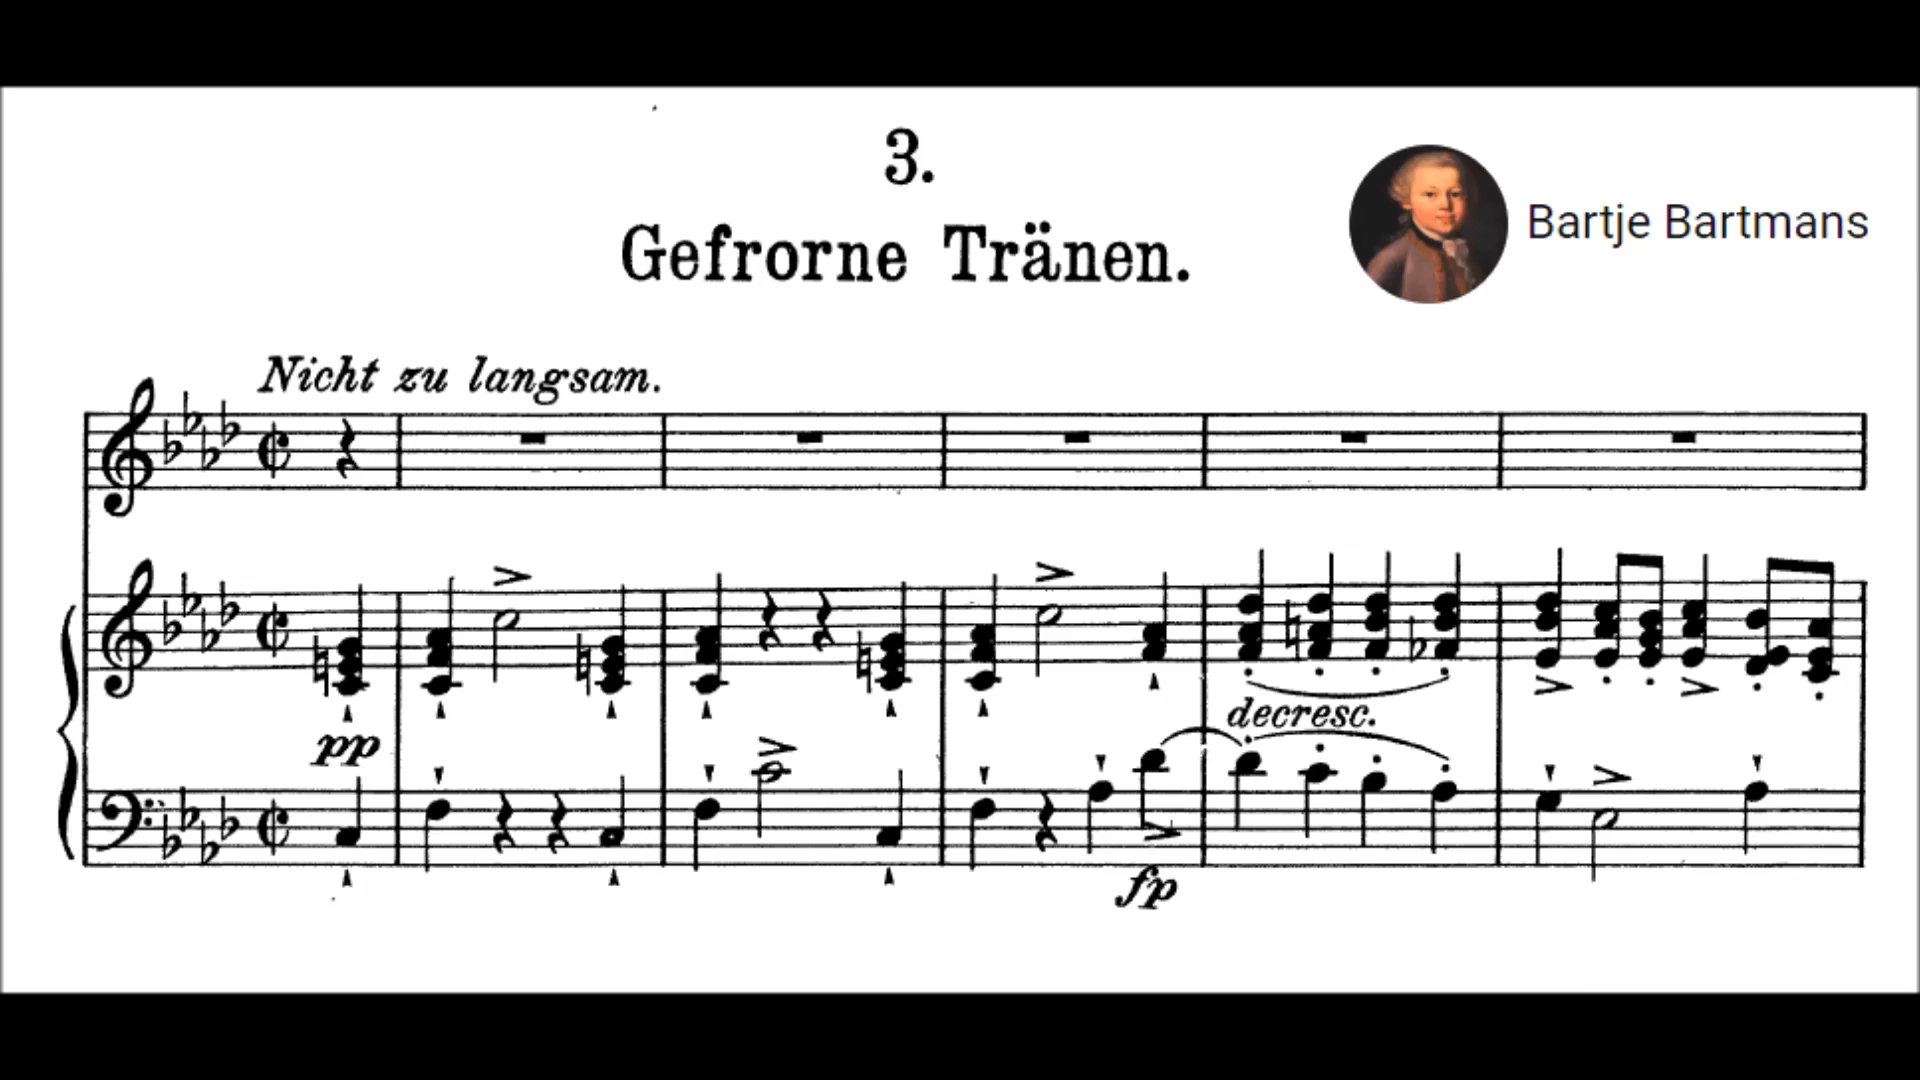 3.
Gefrorne Tränen.
Bartje Bartmans
Nicht zu langsam.
pp
decresc.
fp